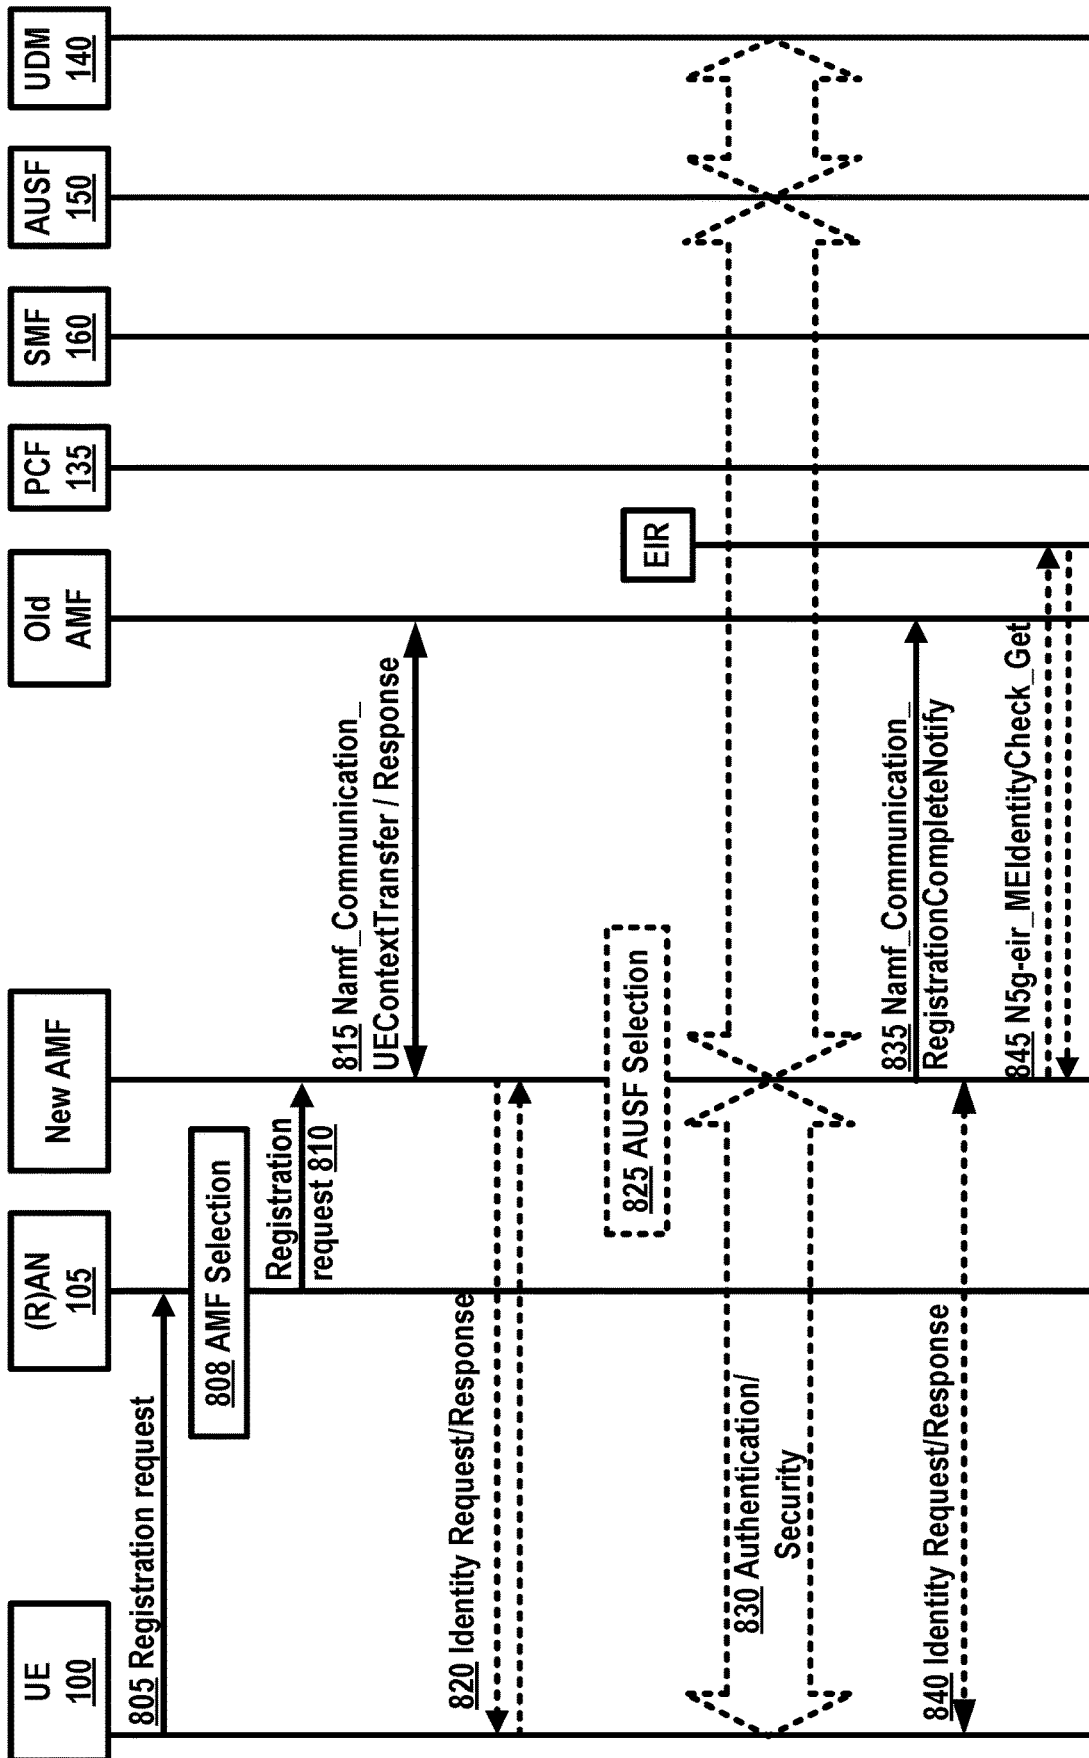 UE
100
(R)AN
105
New AMF
Old
AMF
PCF
135
SMF
160
AUSF
150
UDM
140
805 Registration request
808 AMF Selection
Registration
request 810
815 Namf_Communication_
UEContextTransfer / Response
820 Identity Request/Response
EIR
825 AUSF Selection
830 Authentication/
Security
835 Namf_Communication_
RegistrationCompleteNotify
840 Identity Request/Response
845 N5g-eir_MEIdentityCheck_Get